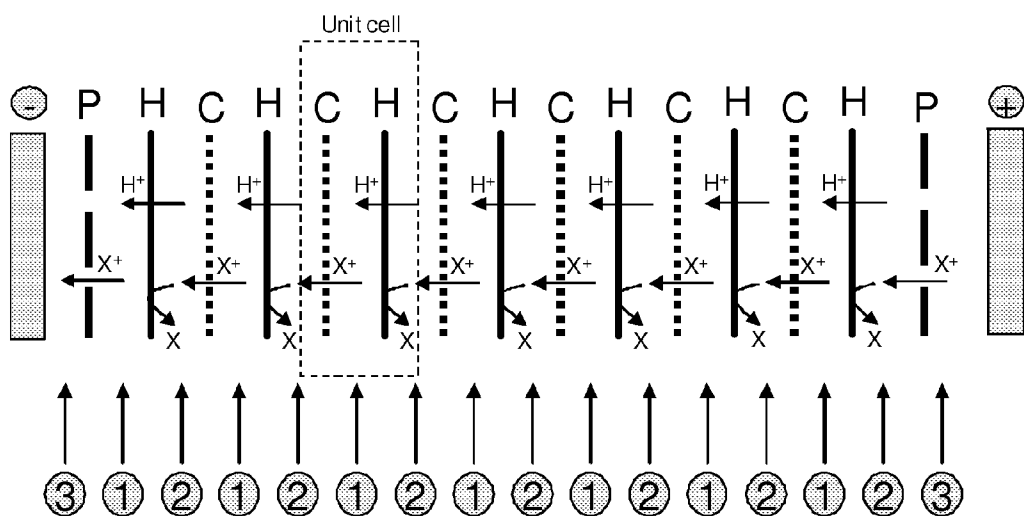 Unit cell
- P H C H C H C H C H C H C H P +
H+ H+ H+ H+ H+ H+ H+
X+ X+ X+ X+ X+ X+ X+ X+
X X X X X X X
3 1 2 1 2 1 2 1 2 1 2 1 2 1 2 3